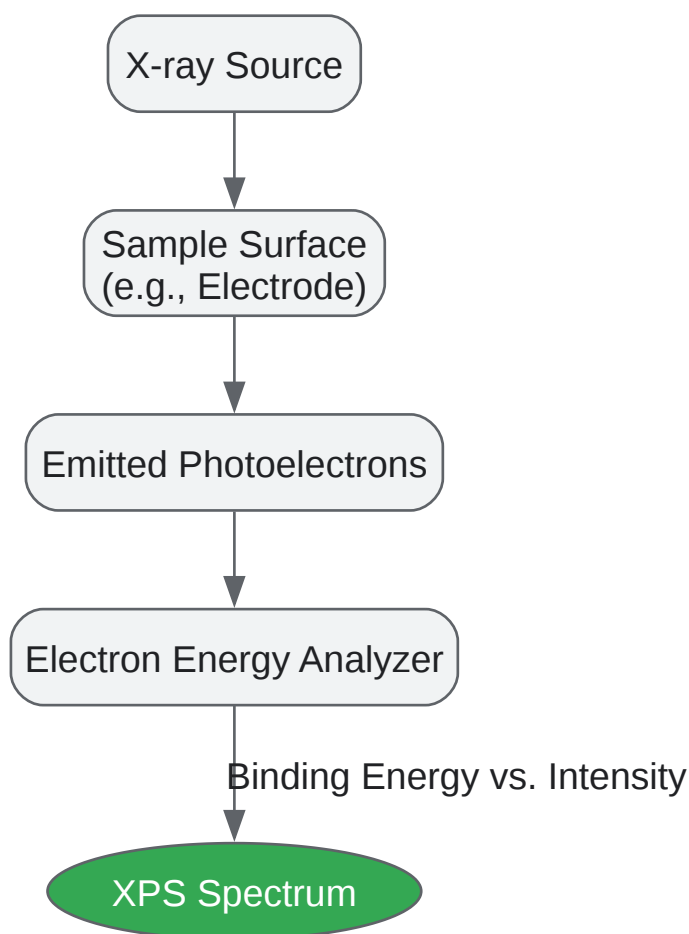 X-ray Source
Sample Surface
(e.g., Electrode)
Emitted Photoelectrons
Electron Energy Analyzer
Binding Energy vs. Intensity
XPS Spectrum